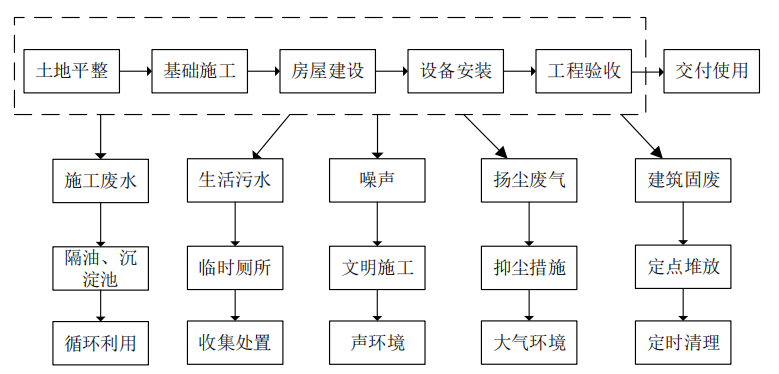 土地平整
基础施工
房屋建设
设备安装
工程验收
交付使用
施工废水
生活污水
噪声
扬尘废气
建筑固废
隔油、沉
淀池
临时厕所
文明施工
抑尘措施
定点堆放
循环利用
收集处置
声环境
大气环境
定时清理